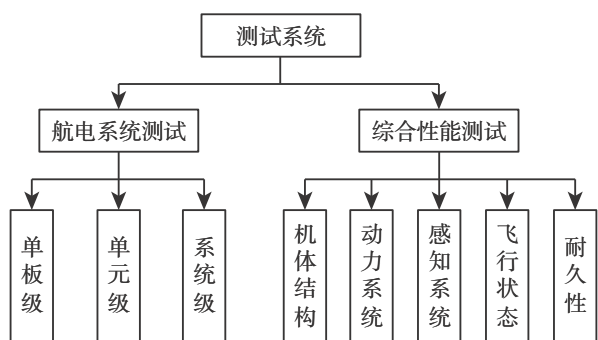 测试系统
航电系统测试
综合性能测试
单板级
单元级
系统级
机体结构
动力系统
感知系统
飞行状态
耐久性